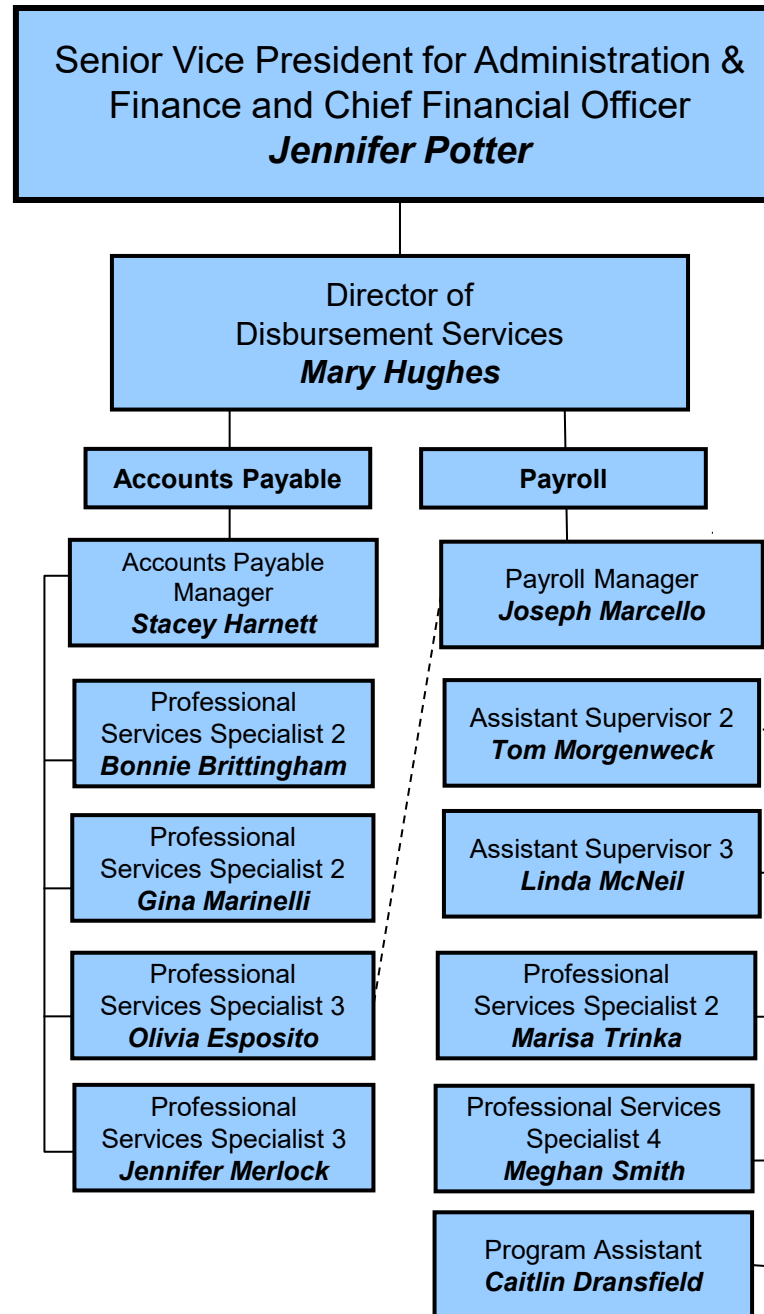 Senior Vice President for Administration &
Finance and Chief Financial Officer
Jennifer Potter
Director of
Disbursement Services
Mary Hughes
Accounts Payable
Accounts Payable
Manager
Stacey Harnett
Professional
Services Specialist 2
Bonnie Brittingham
Professional
Services Specialist 2
Gina Marinelli
Professional
Services Specialist 3
Olivia Esposito
Professional
Services Specialist 3
Jennifer Merlock
Payroll
Payroll Manager
Joseph Marcello
Assistant Supervisor 2
Tom Morgenweck
Assistant Supervisor 3
Linda McNeil
Professional
Services Specialist 2
Marisa Trinka
Professional Services
Specialist 4
Meghan Smith
Program Assistant
Caitlin Dransfield